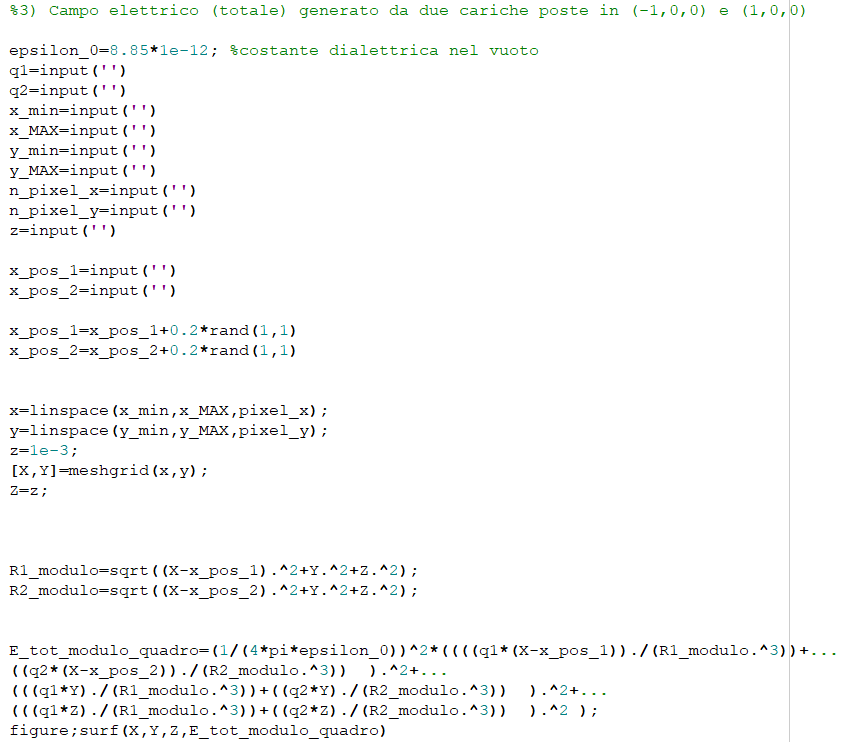 %3) Campo elettrico (totale) generato da due cariche poste in (-1,0,0) e (1,0,0)
epsilon_0=8.85*1e-12; %costante dialettrica nel vuoto
q1=input('')
q2=input('')
x_min=input('')
x_MAX=input('')
y_min=input('')
y_MAX=input('')
n_pixel_x=input('')
n_pixel_y=input('')
z=input('')
x_pos_1=input('')
x_pos_2=input('')
x_pos_1=x_pos_1+0.2*rand(1,1)
x_pos_2=x_pos_2+0.2*rand(1,1)
x=linspace(x_min,x_MAX,pixel_x);
y=linspace(y_min,y_MAX,pixel_y);
z=1e-3;
[X,Y]=meshgrid(x,y);
Z=z;
R1_modulo=sqrt((X-x_pos_1).^2+Y.^2+Z.^2);
R2_modulo=sqrt((X-x_pos_2).^2+Y.^2+Z.^2);
E_tot_modulo_quadro=(1/(4*pi*epsilon_0))^2*((((q1*(X-x_pos_1))./(R1_modulo.^3))+...
((q2*(X-x_pos_2))./(R2_modulo.^3))  ).^2+...
(((q1*Y)./(R1_modulo.^3))+((q2*Y)./(R2_modulo.^3))  ).^2+...
(((q1*Z)./(R1_modulo.^3))+((q2*Z)./(R2_modulo.^3))  ).^2 );
figure;surf(X,Y,Z,E_tot_modulo_quadro)